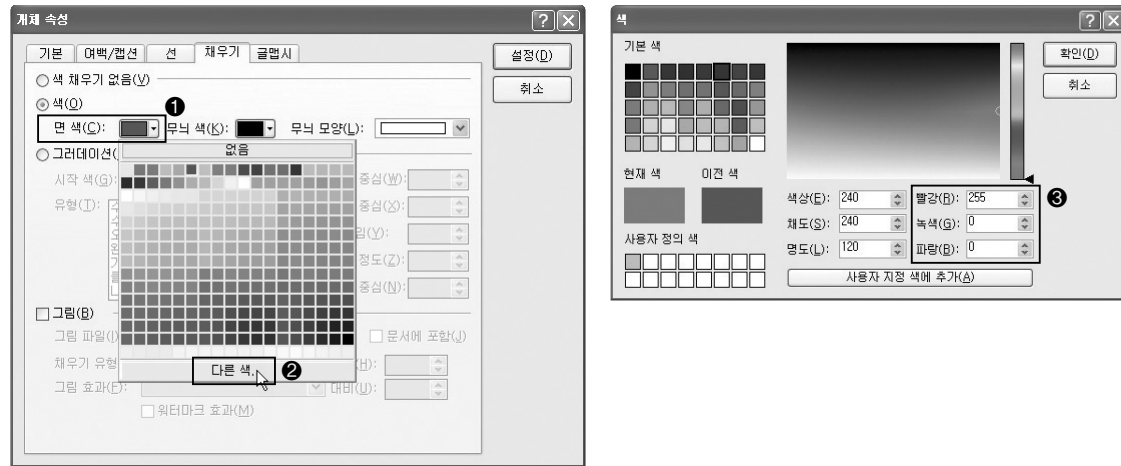 개체 속성
기본 여백/캡션 선 채우기 글맵시
설정(D)
취소
색 채우기 없음(V)
색(O)
❶
면 색(C): 무늬 색(K): 무늬 모양(L):
없음
그러데이션(
시작 색(G): 중심(W):
유형(T): 중심(X):
(Y):
정도(Z):
중심(N):
그림(B)
그림 파일(I) 문서에 포함(J)
채우기 유형 (H):
다른 색. ❷
그림 효과(F): 대비(U):
워터마크 효과(M)
색
기본 색
확인(D)
취소
현재 색 이전 색
사용자 정의 색
색상(E): 240 빨강(R): 255 ❸
채도(S): 240 녹색(G): 0
명도(L): 120 파랑(B): 0
사용자 지정 색에 추가(A)